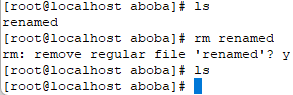 [root@localhost aboba]# ls
renamed
[root@localhost aboba]# rm renamed
rm: remove regular file 'renamed'? y
[root@localhost aboba]# ls
[root@localhost aboba]#